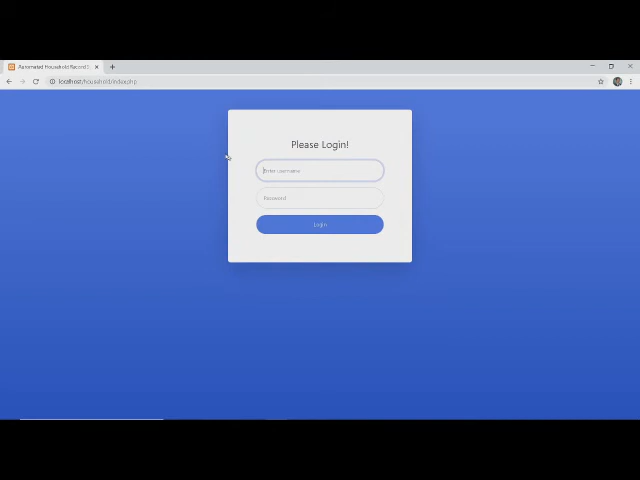 Automated Household Record S
localhost/household/index.php
Please Login!
Enter username
Password
Login